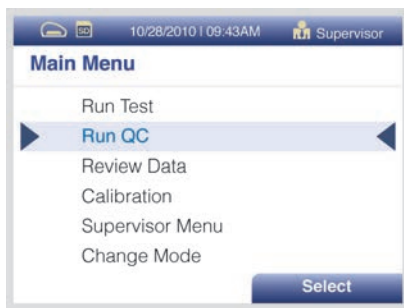 SD 10/28/2010 | 09:43AM Supervisor
Main Menu
Run Test
Run QC
Review Data
Calibration
Supervisor Menu
Change Mode
Select